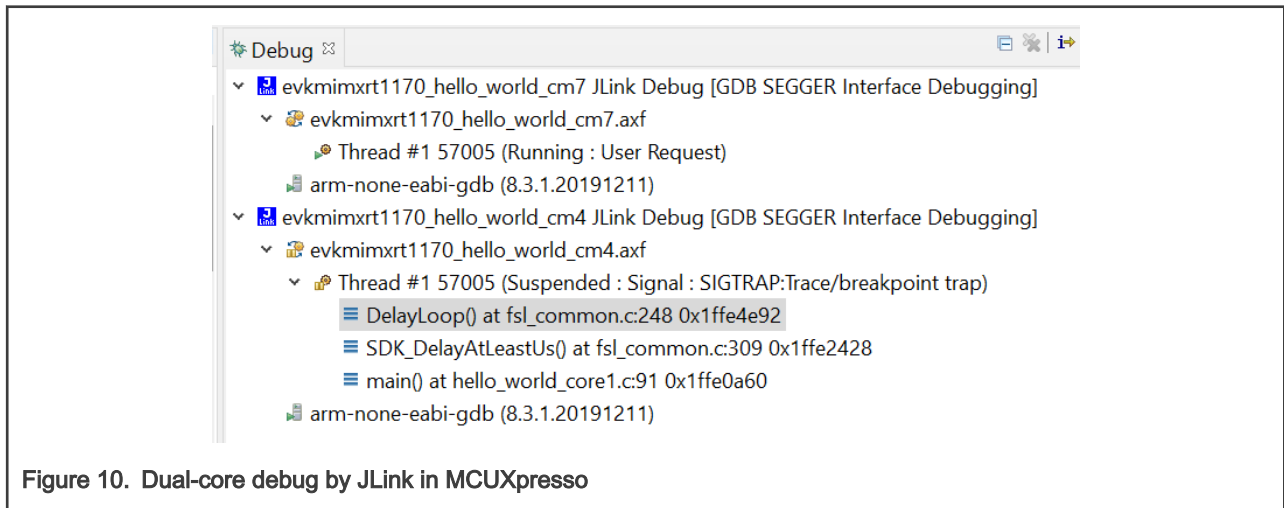 Debug
evkmimxrt1170_hello_world_cm7 JLink Debug [GDB SEGGER Interface Debugging]
evkmimxrt1170_hello_world_cm7.axf
Thread #1 57005 (Running : User Request)
arm-none-eabi-gdb (8.3.1.20191211)
evkmimxrt1170_hello_world_cm4 JLink Debug [GDB SEGGER Interface Debugging]
evkmimxrt1170_hello_world_cm4.axf
Thread #1 57005 (Suspended : Signal : SIGTRAP:Trace/breakpoint trap)
DelayLoop() at fsl_common.c:248 0x1ffe4e92
SDK_DelayAtLeastUs() at fsl_common.c:309 0x1ffe2428
main() at hello_world_core1.c:91 0x1ffe0a60
arm-none-eabi-gdb (8.3.1.20191211)
Figure 10. Dual-core debug by JLink in MCUXpresso